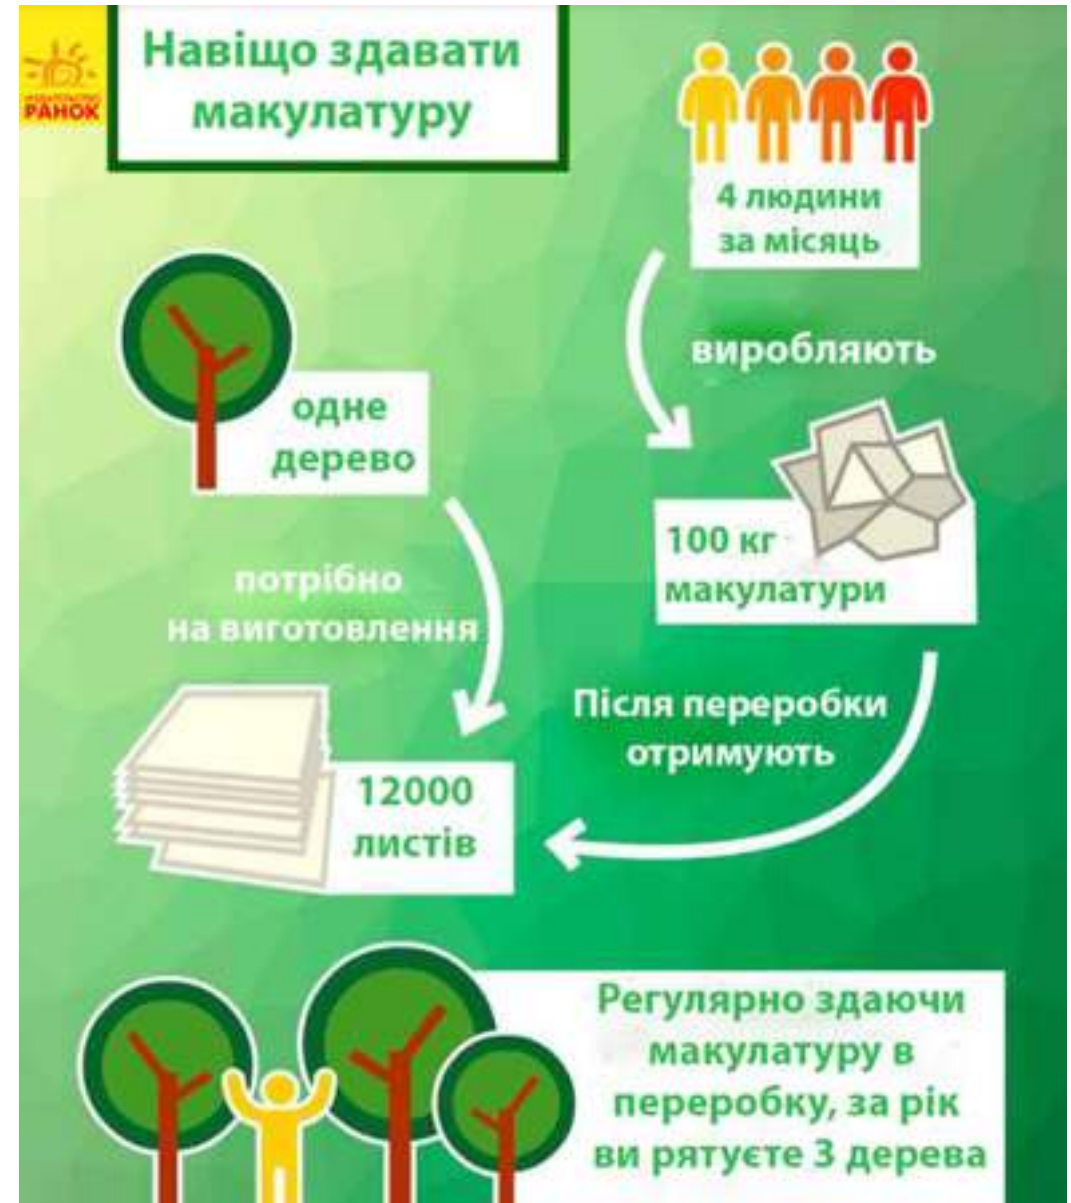 РАНОК
Навіщо здавати
макулатуру
4 людини
за місяць
виробляють
100 кг
макулатури
Після переробки
отримують
одне
дерево
потрібно
на виготовлення
12000
листів
Регулярно здаючи
макулатуру в
переробку, за рік
ви рятуєте 3 дерева